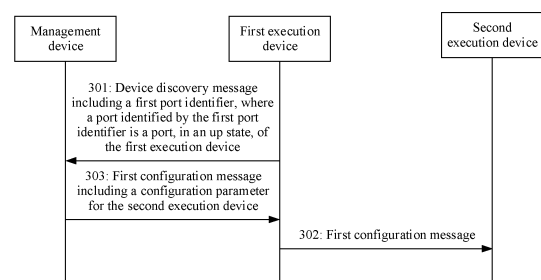 Management
device
First execution
device
Second
execution device
301: Device discovery message
including a first port identifier, where
a port identified by the first port
identifier is a port, in an up state, of
the first execution device
303: First configuration message
including a configuration parameter
for the second execution device
302: First configuration message